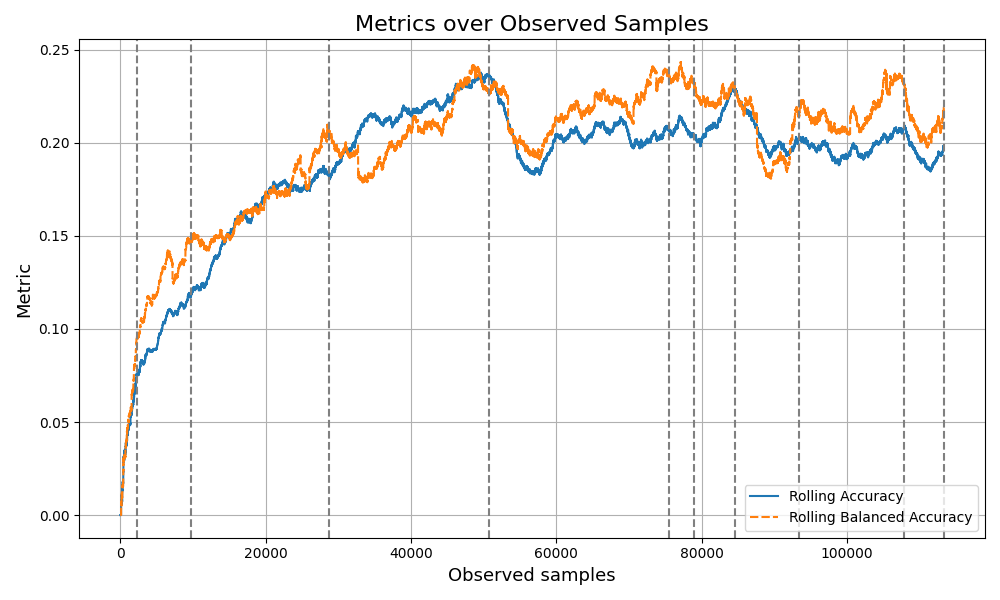 Metrics over Observed Samples
0.25
0.20
0.15
0.10
0.05
0.00
Metric
0 20000 40000 60000 80000 100000
Observed samples
Rolling Accuracy
Rolling Balanced Accuracy